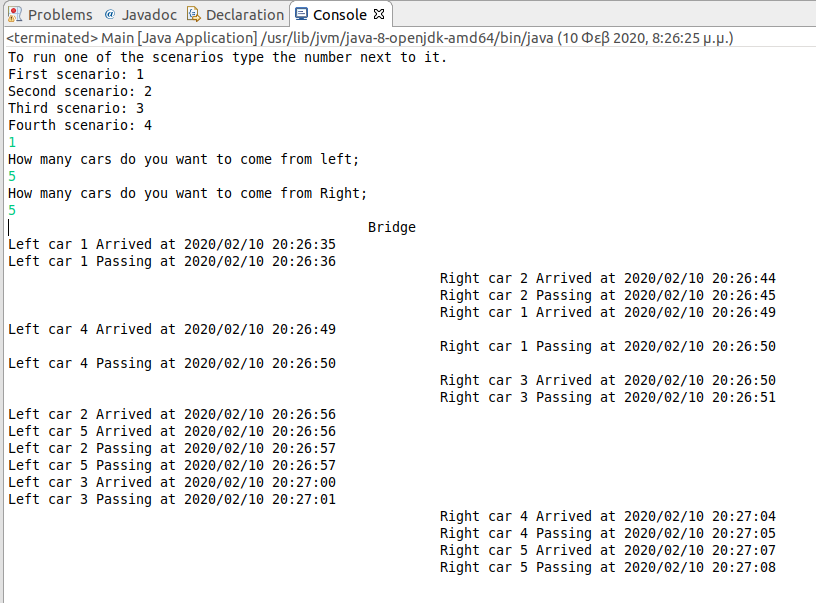 Problems @ Javadoc Declaration Console
<terminated> Main [Java Application] /usr/lib/jvm/java-8-openjdk-amd64/bin/java (10 Φεβ 2020, 8:26:25 μ.μ.)
To run one of the scenarios type the number next to it.
First scenario: 1
Second scenario: 2
Third scenario: 3
Fourth scenario: 4
1
How many cars do you want to come from left;
5
How many cars do you want to come from Right;
5
Bridge
Left car 1 Arrived at 2020/02/10 20:26:35
Left car 1 Passing at 2020/02/10 20:26:36
Right car 2 Arrived at 2020/02/10 20:26:44
Right car 2 Passing at 2020/02/10 20:26:45
Right car 1 Arrived at 2020/02/10 20:26:49
Left car 4 Arrived at 2020/02/10 20:26:49
Right car 1 Passing at 2020/02/10 20:26:50
Left car 4 Passing at 2020/02/10 20:26:50
Right car 3 Arrived at 2020/02/10 20:26:50
Right car 3 Passing at 2020/02/10 20:26:51
Left car 2 Arrived at 2020/02/10 20:26:56
Left car 5 Arrived at 2020/02/10 20:26:56
Left car 2 Passing at 2020/02/10 20:26:57
Left car 5 Passing at 2020/02/10 20:26:57
Left car 3 Arrived at 2020/02/10 20:27:00
Left car 3 Passing at 2020/02/10 20:27:01
Right car 4 Arrived at 2020/02/10 20:27:04
Right car 4 Passing at 2020/02/10 20:27:05
Right car 5 Arrived at 2020/02/10 20:27:07
Right car 5 Passing at 2020/02/10 20:27:08